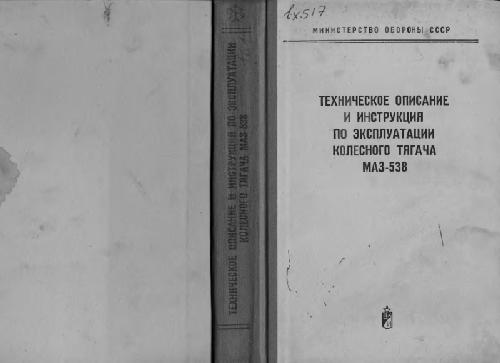 ТЕХНИЧЕСКОЕ ОПИСАНИЕ И ИНСТРУКЦИЯ ПО ЭКСПЛУАТАЦИИ
КОЛЕСНОГО ТЯГАЧА МАЗ-538
вх.517
МИНИСТЕРСТВО ОБОРОНЫ СССР
ТЕХНИЧЕСКОЕ ОПИСАНИЕ
И ИНСТРУКЦИЯ
ПО ЭКСПЛУАТАЦИИ
КОЛЕСНОГО ТЯГАЧА
МАЗ-538